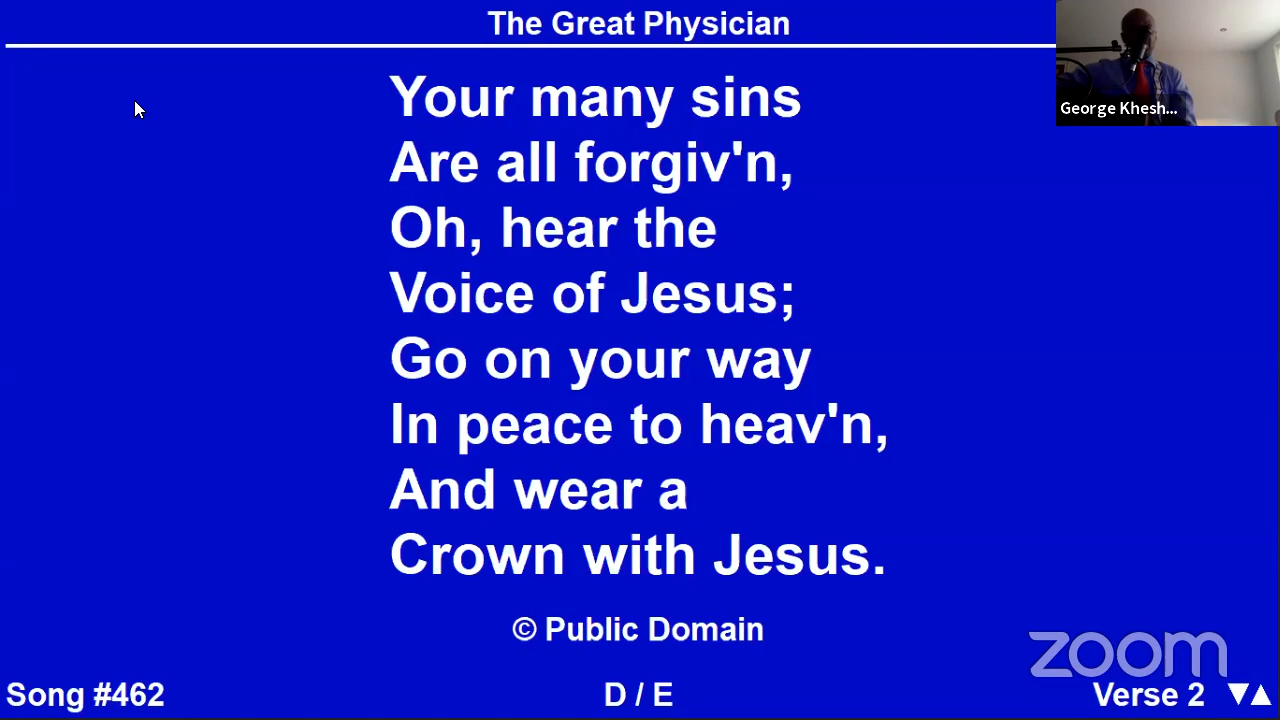 The Great Physician
George Khesh...
Your many sins
Are all forgiv'n,
Oh, hear the
Voice of Jesus;
Go on your way
In peace to heav'n,
And wear a
Crown with Jesus.
© Public Domain
zoom
Song #462
D / E
Verse 2